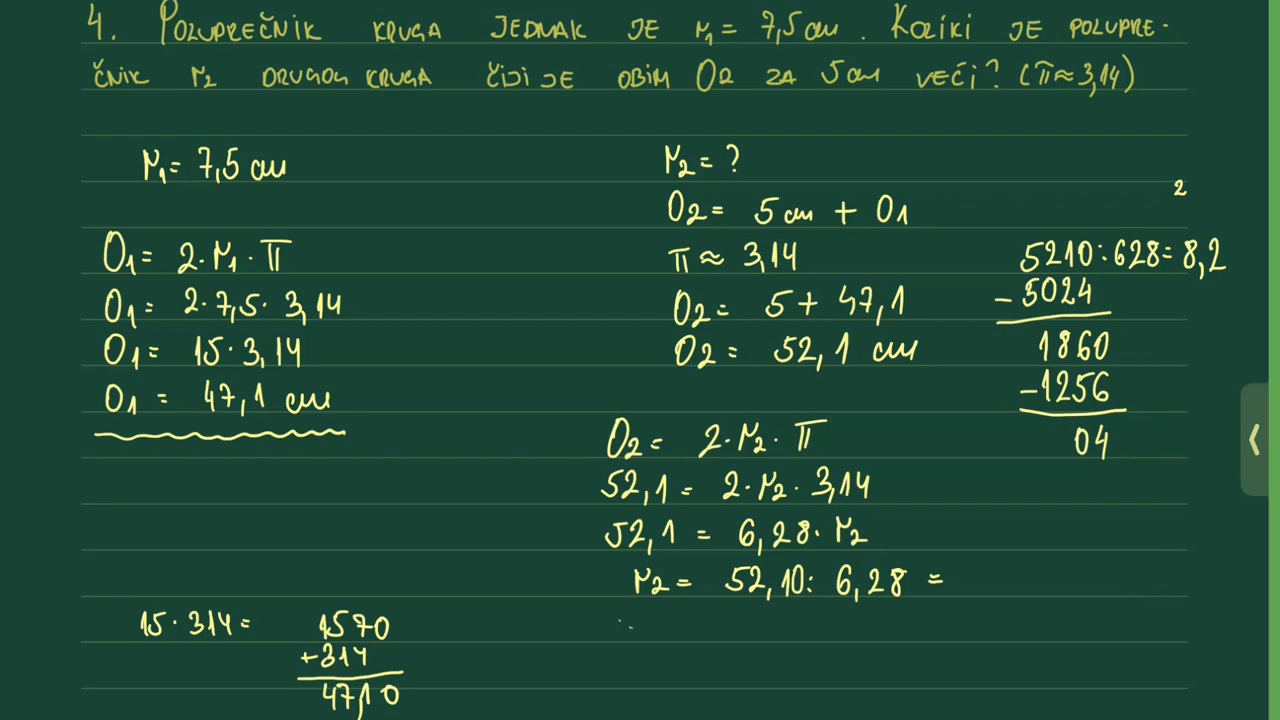 4. POLUPREČNIK KRUGA JEDNAK JE r₁ = 7,5 cm. KOLIKI JE POLUPRE-
ČNIK r₂ DRUGOG KRUGA ČIJI JE OBIM O₂ ZA 5cm VEĆI? (π≈3,14)
r₁ = 7,5 cm
O₁ = 2·r₁·π
O₁ = 2·7,5·3,14
O₁ = 15·3,14
O₁ = 47,1 cm
15·314=
1570
+314
47,10
r₂ = ?
O₂ = 5 cm + O₁
π ≈ 3,14
O₂ = 5 + 47,1
O₂ = 52,1 cm
O₂ = 2·r₂·π
52,1 = 2·r₂·3,14
52,1 = 6,28·r₂
r₂ = 52,10 : 6,28 =
2
5210:628=8,2
-5024
1860
-1256
04